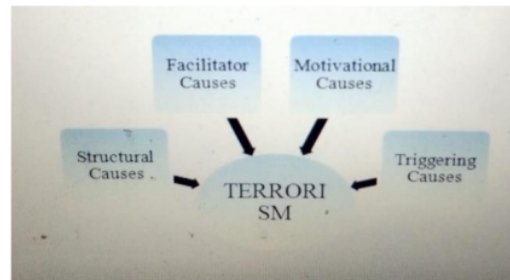 Facilitator
Causes
Motivational
Causes
Structural
Causes
Triggering
Causes
TERRORI
SM